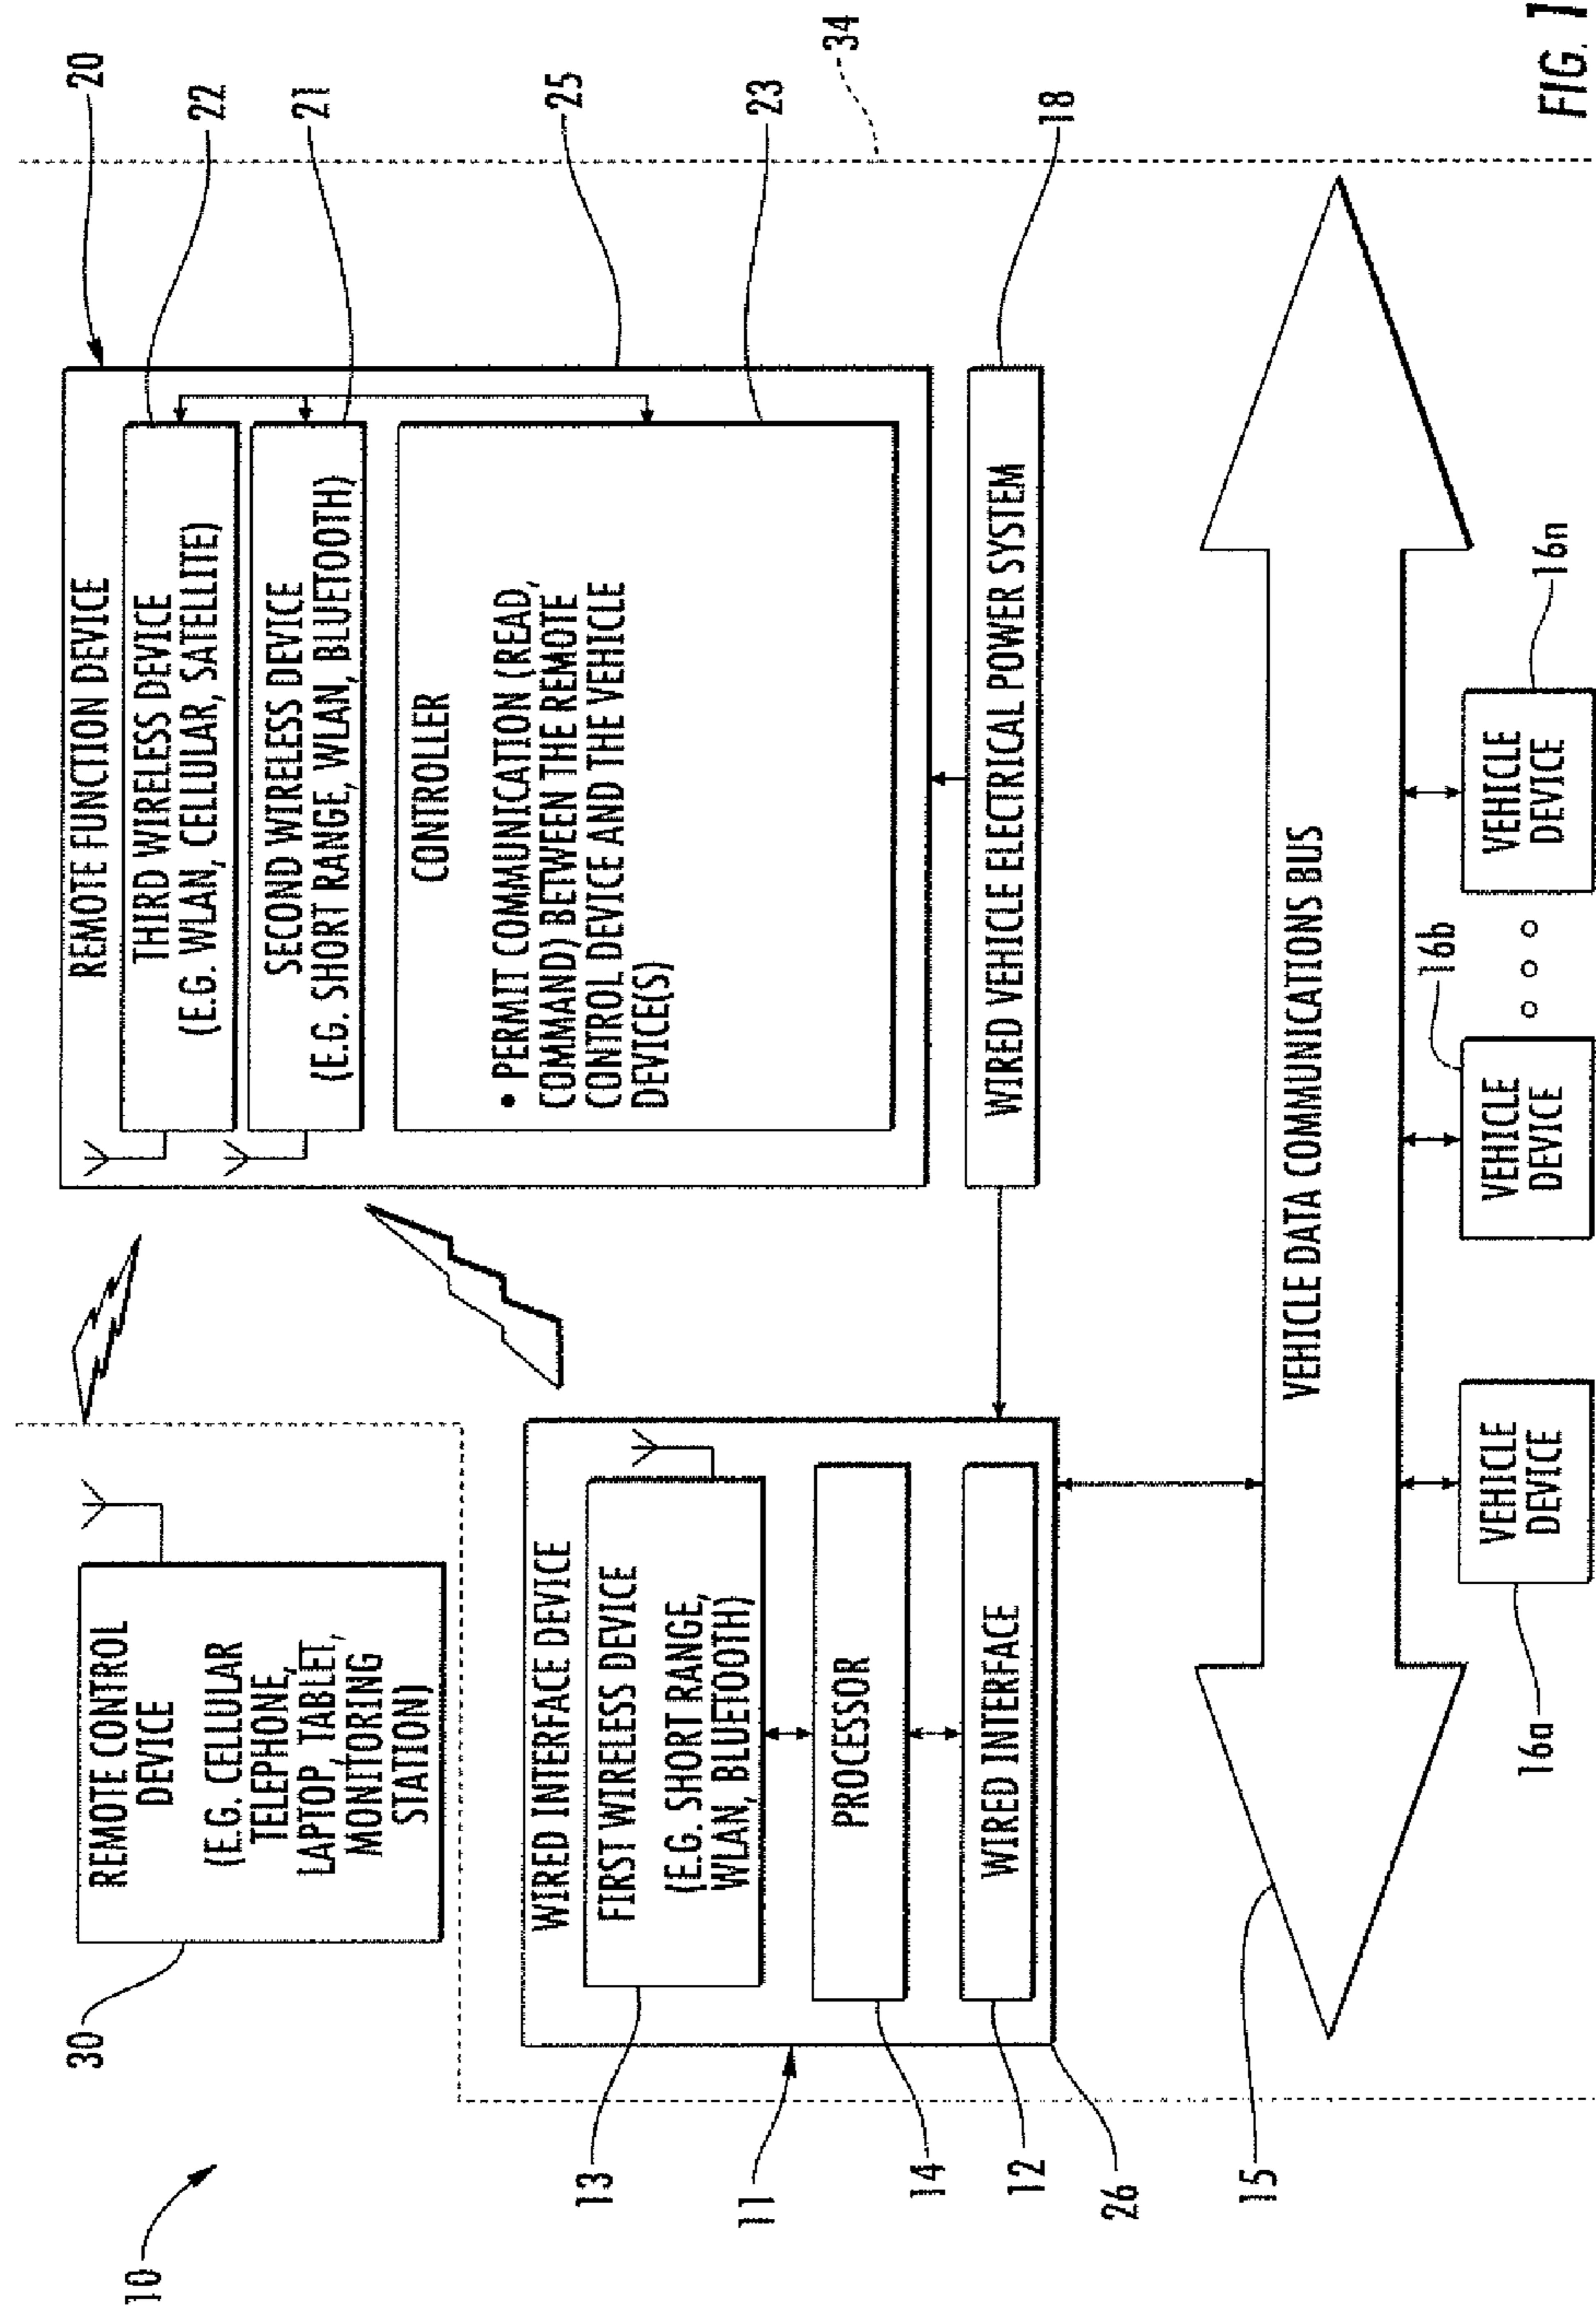 10
30
REMOTE CONTROL
DEVICE
(E.G. CELLULAR
TELEPHONE,
LAPTOP, TABLET,
MONITORING
STATION)
20
REMOTE FUNCTION DEVICE
THIRD WIRELESS DEVICE
(E.G. WLAN, CELLULAR, SATELLITE)
22
SECOND WIRELESS DEVICE
(E.G. SHORT RANGE, WLAN, BLUETOOTH)
21
CONTROLLER
• PERMIT COMMUNICATION (READ,
COMMAND) BETWEEN THE REMOTE
CONTROL DEVICE AND THE VEHICLE
DEVICE(S)
25
23
34
WIRED INTERFACE DEVICE
FIRST WIRELESS DEVICE
(E.G. SHORT RANGE,
WLAN, BLUETOOTH)
13
11
PROCESSOR
14
WIRED INTERFACE
12
26
WIRED VEHICLE ELECTRICAL POWER SYSTEM
18
VEHICLE DATA COMMUNICATIONS BUS
15
VEHICLE
DEVICE
16a
VEHICLE
DEVICE
16b
VEHICLE
DEVICE
16n
FIG. 1